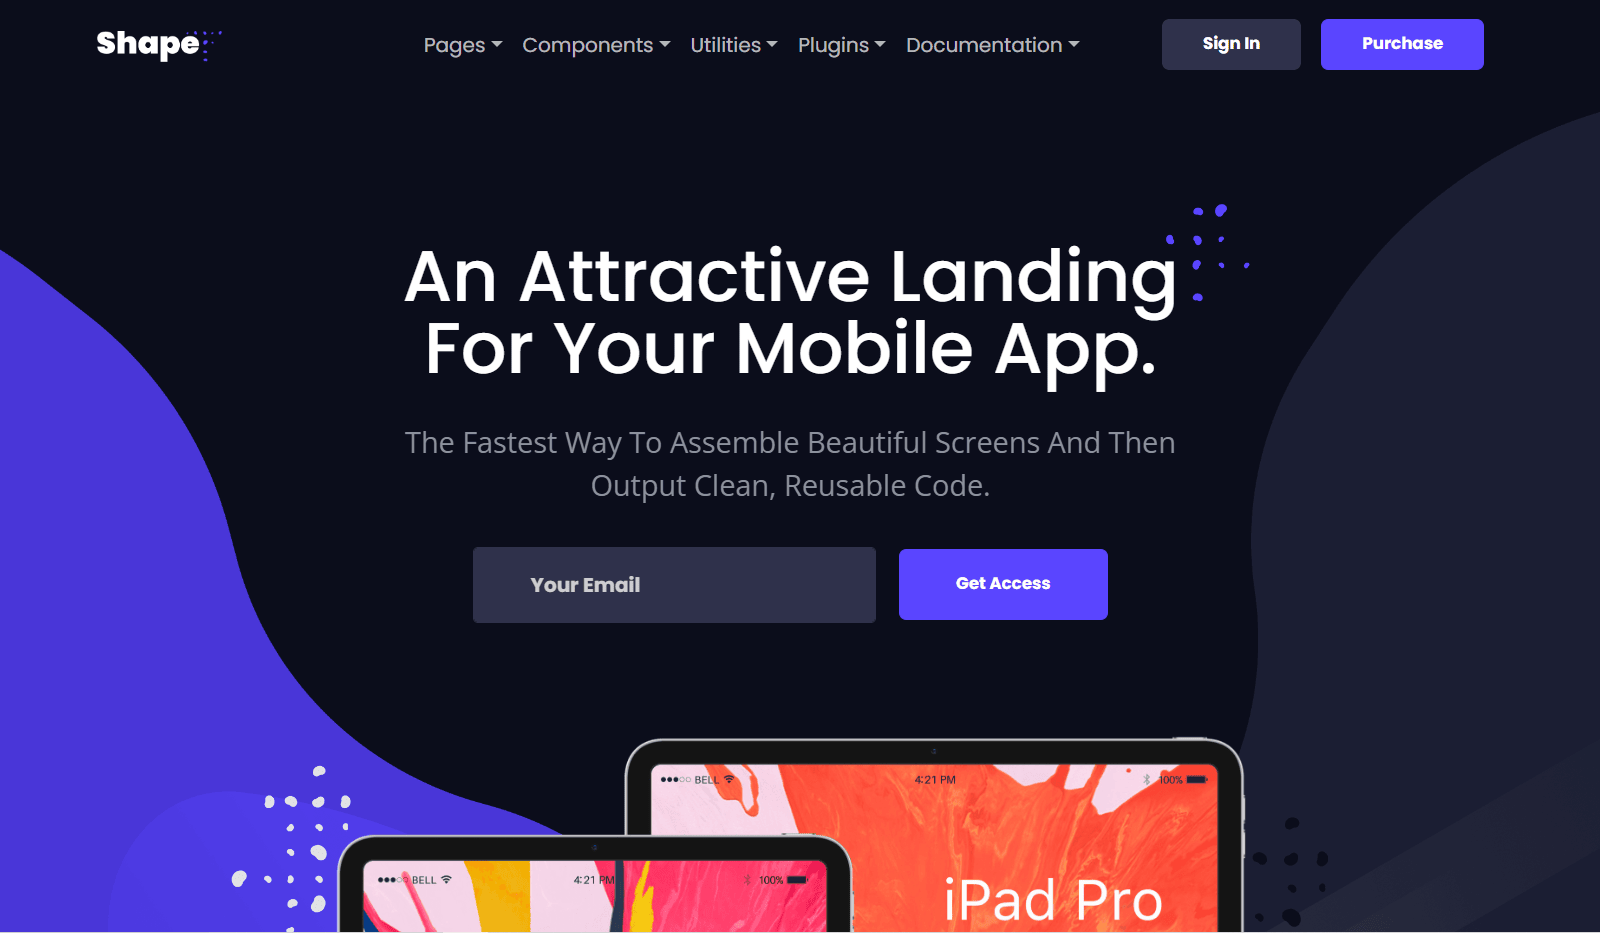 Shape
Pages Components Utilities Plugins Documentation
Sign In
Purchase
An Attractive Landing
For Your Mobile App.
The Fastest Way To Assemble Beautiful Screens And Then
Output Clean, Reusable Code.
Your Email
Get Access
BELL 4:21 PM 100%
BELL 4:21 PM 100%
iPad Pro